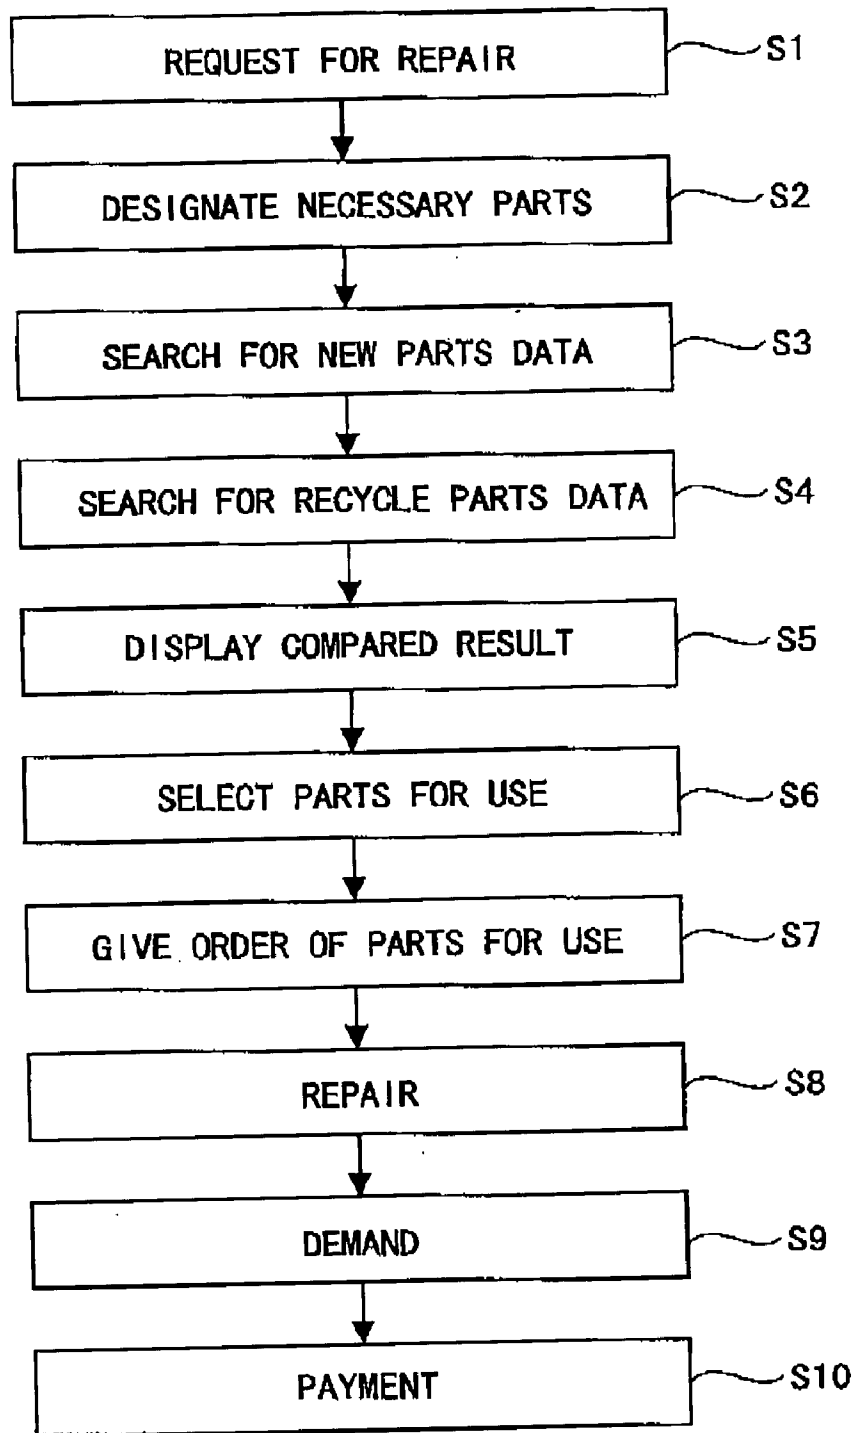 REQUEST FOR REPAIR S1
DESIGNATE NECESSARY PARTS S2
SEARCH FOR NEW PARTS DATA S3
SEARCH FOR RECYCLE PARTS DATA S4
DISPLAY COMPARED RESULT S5
SELECT PARTS FOR USE S6
GIVE ORDER OF PARTS FOR USE S7
REPAIR S8
DEMAND S9
PAYMENT S10